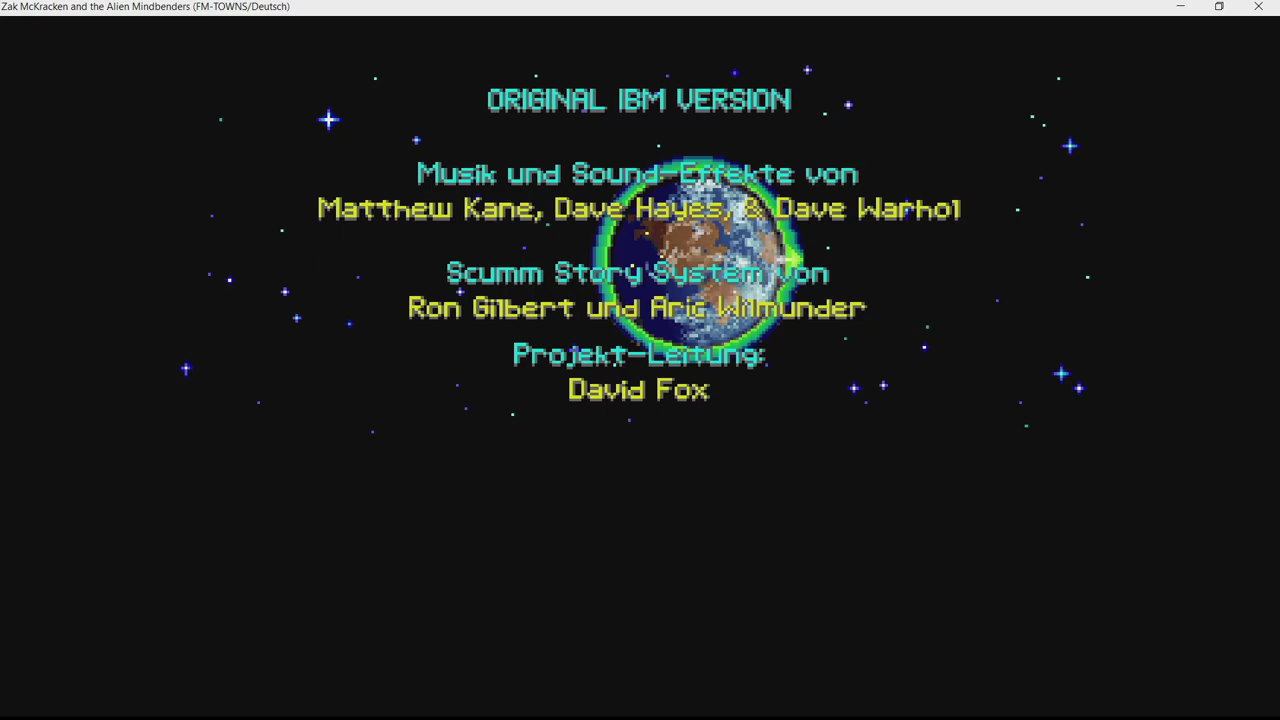 Zak McKracken and the Alien Mindbenders (FM-TOWNS/Deutsch)
ORIGINAL IBM VERSION
Musik und Sound-Effekte von
Matthew Kane, Dave Hayes, & Dave Warhol
Scumm Story System von
Ron Gilbert und Aric Wilmunder
Projekt-Leitung:
David Fox